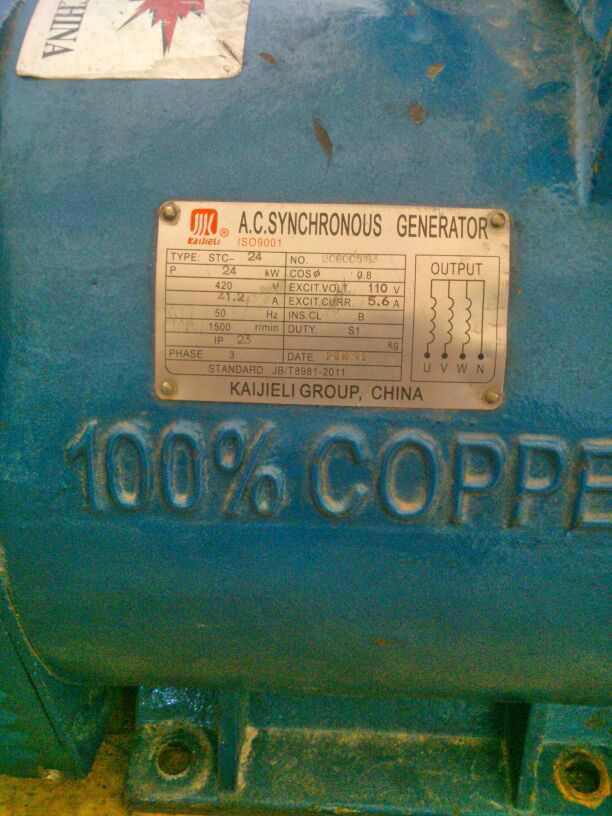 CHINA
KAIJIELI ® A.C.SYNCHRONOUS GENERATOR
ISO9001
TYPE: STC- 24 NO.
P 24 kW COSø 0.8
420 V EXCIT.VOLT. 110 V
41.2 A EXCIT.CURR. 5.6 A
50 Hz INS.CL B
1500 r/min DUTY S1
IP 23 kg
PHASE 3 DATE
STANDARD JB/T8981-2011
OUTPUT
U V W N
KAIJIELI GROUP, CHINA
100% COPPE